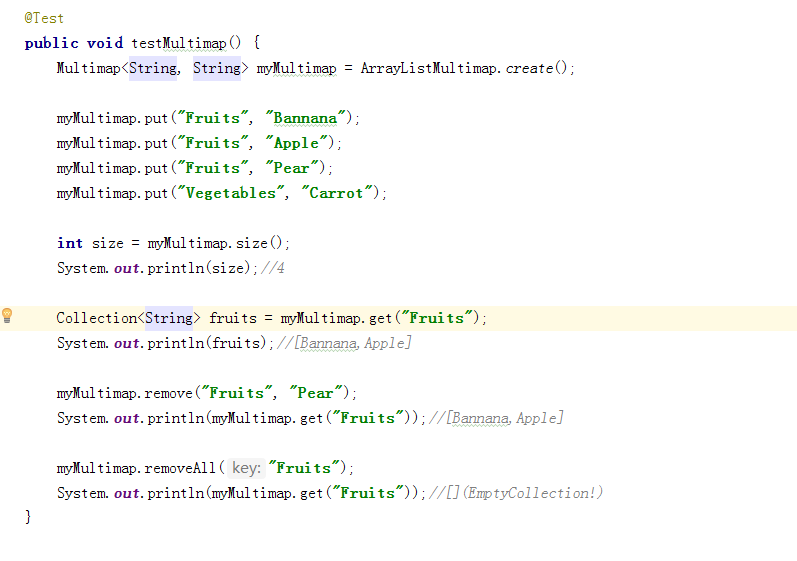 @Test
public void testMultimap() {
Multimap<String, String> myMultimap = ArrayListMultimap.create();
myMultimap.put("Fruits", "Bannana");
myMultimap.put("Fruits", "Apple");
myMultimap.put("Fruits", "Pear");
myMultimap.put("Vegetables", "Carrot");
int size = myMultimap.size();
System.out.println(size);//4
Collection<String> fruits = myMultimap.get("Fruits");
System.out.println(fruits);//[Bannana,Apple]
myMultimap.remove("Fruits", "Pear");
System.out.println(myMultimap.get("Fruits"));//[Bannana,Apple]
myMultimap.removeAll( key: "Fruits");
System.out.println(myMultimap.get("Fruits"));//[](EmptyCollection!)
}